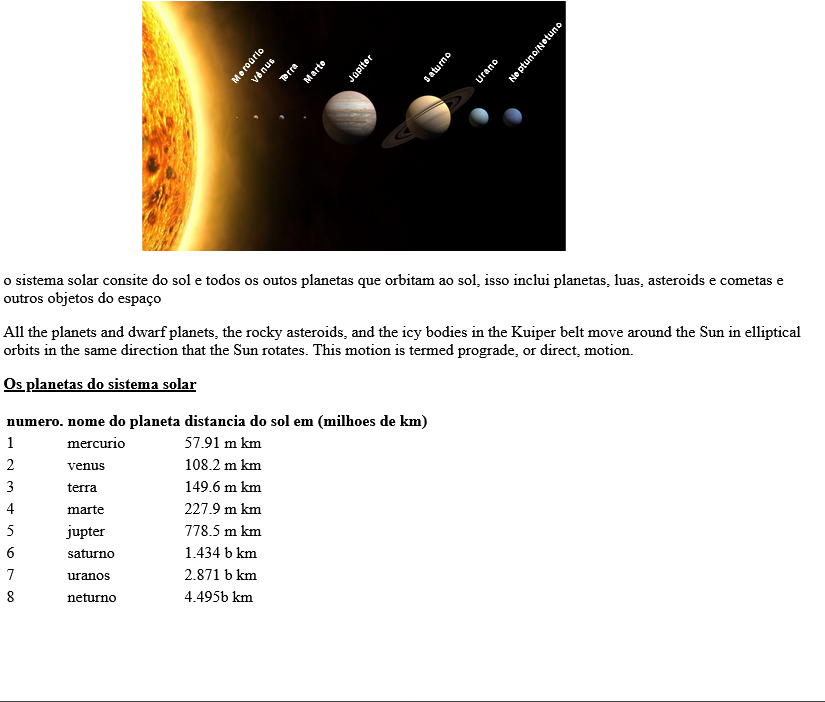 Mercúrio
Vênus
Terra
Marte
Júpiter
Saturno
Urano
Neptuno/Netuno
o sistema solar consite do sol e todos os outos planetas que orbitam ao sol, isso inclui planetas, luas, asteroids e cometas e
outros objetos do espaço
All the planets and dwarf planets, the rocky asteroids, and the icy bodies in the Kuiper belt move around the Sun in elliptical
orbits in the same direction that the Sun rotates. This motion is termed prograde, or direct, motion.
Os planetas do sistema solar
numero. nome do planeta distancia do sol em (milhoes de km)
1 mercurio 57.91 m km
2 venus 108.2 m km
3 terra 149.6 m km
4 marte 227.9 m km
5 jupter 778.5 m km
6 saturno 1.434 b km
7 uranos 2.871 b km
8 neturno 4.495b km